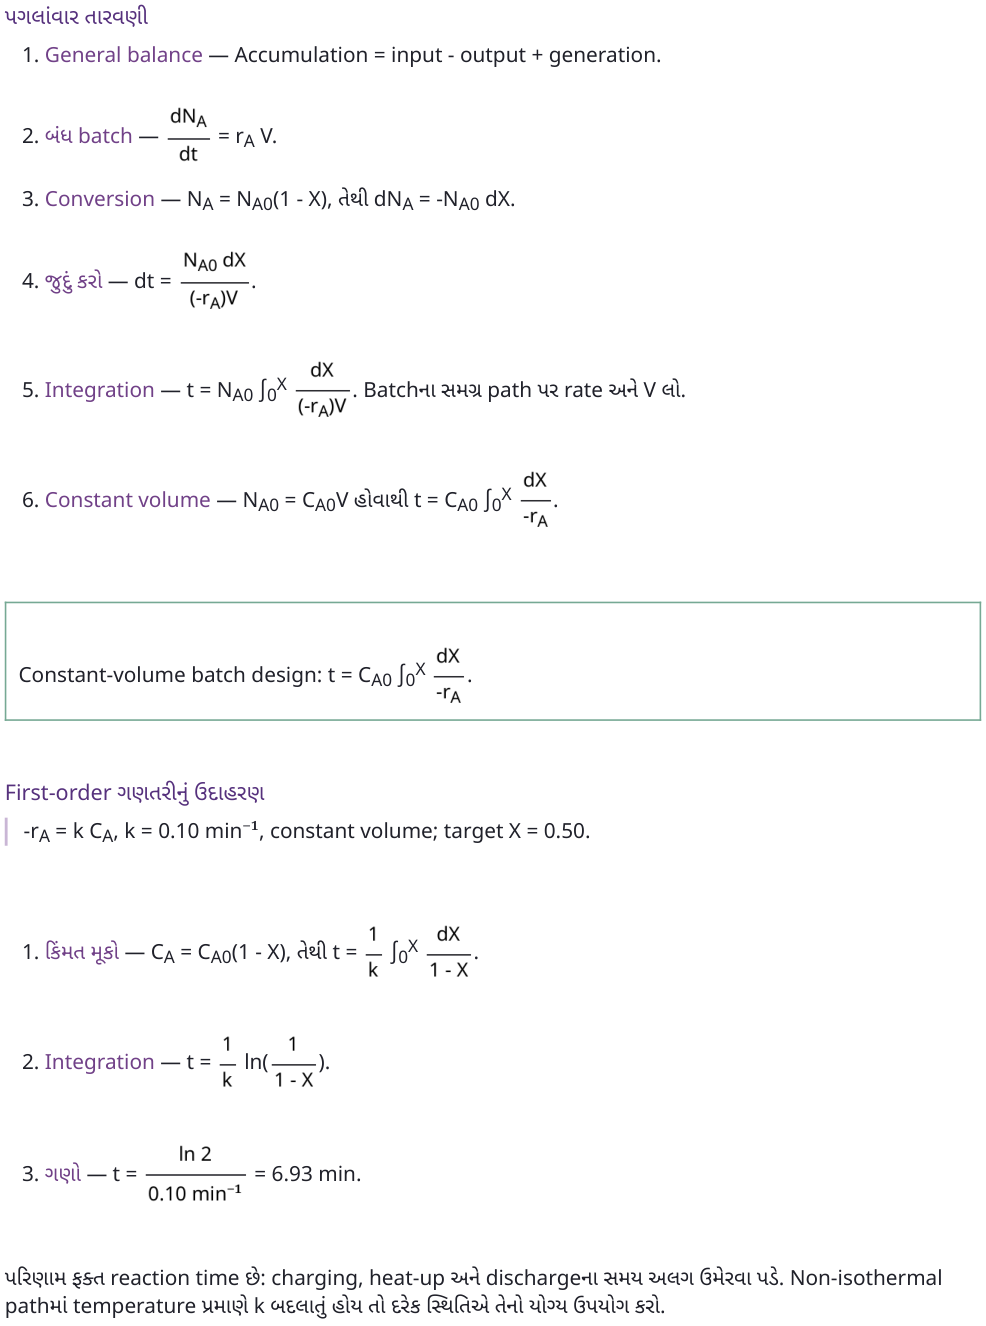 પગલાંવાર તારવણી
1. General balance — Accumulation = input - output + generation.
2. બંધ batch — dN_A/dt = r_A V.
3. Conversion — N_A = N_A0(1 - X), તેથી dN_A = -N_A0 dX.
4. જુદું કરો — dt = N_A0 dX/(-r_A)V.
5. Integration — t = N_A0 ∫_0^X dX/(-r_A)V. Batchના સમગ્ર path પર rate અને V લો.
6. Constant volume — N_A0 = C_A0V હોવાથી t = C_A0 ∫_0^X dX/-r_A.
Constant-volume batch design: t = C_A0 ∫_0^X dX/-r_A.
First-order ગણતરીનું ઉદાહરણ
-r_A = k C_A, k = 0.10 min⁻¹, constant volume; target X = 0.50.
1. કિંમત મૂકો — C_A = C_A0(1 - X), તેથી t = 1/k ∫_0^X dX/1 - X.
2. Integration — t = 1/k ln(1/1 - X).
3. ગણો — t = ln 2/0.10 min⁻¹ = 6.93 min.
પરિણામ ફક્ત reaction time છે: charging, heat-up અને dischargeના સમય અલગ ઉમેરવા પડે. Non-isothermal
pathમાં temperature પ્રમાણે k બદલાતું હોય તો દરેક સ્થિતિએ તેનો યોગ્ય ઉપયોગ કરો.